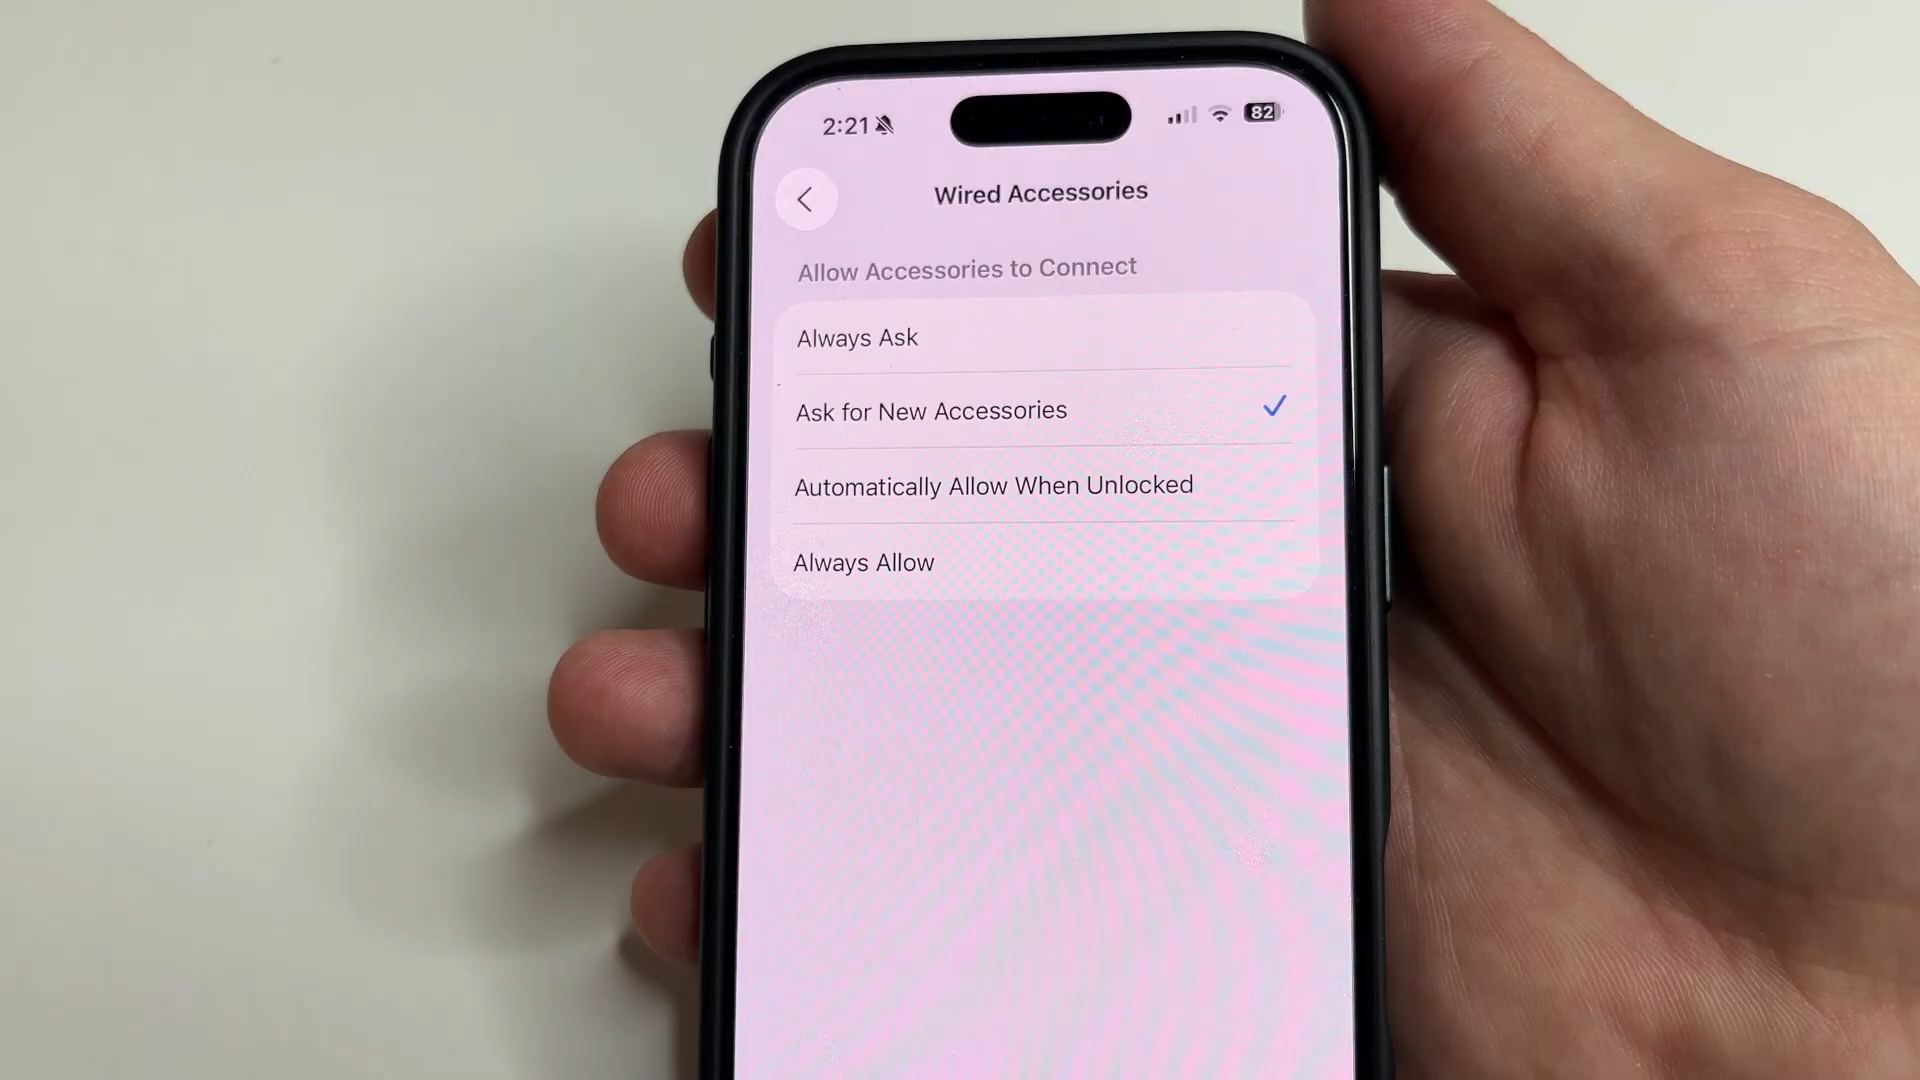 2:21
82
Wired Accessories
Allow Accessories to Connect
Always Ask
Ask for New Accessories
Automatically Allow When Unlocked
Always Allow